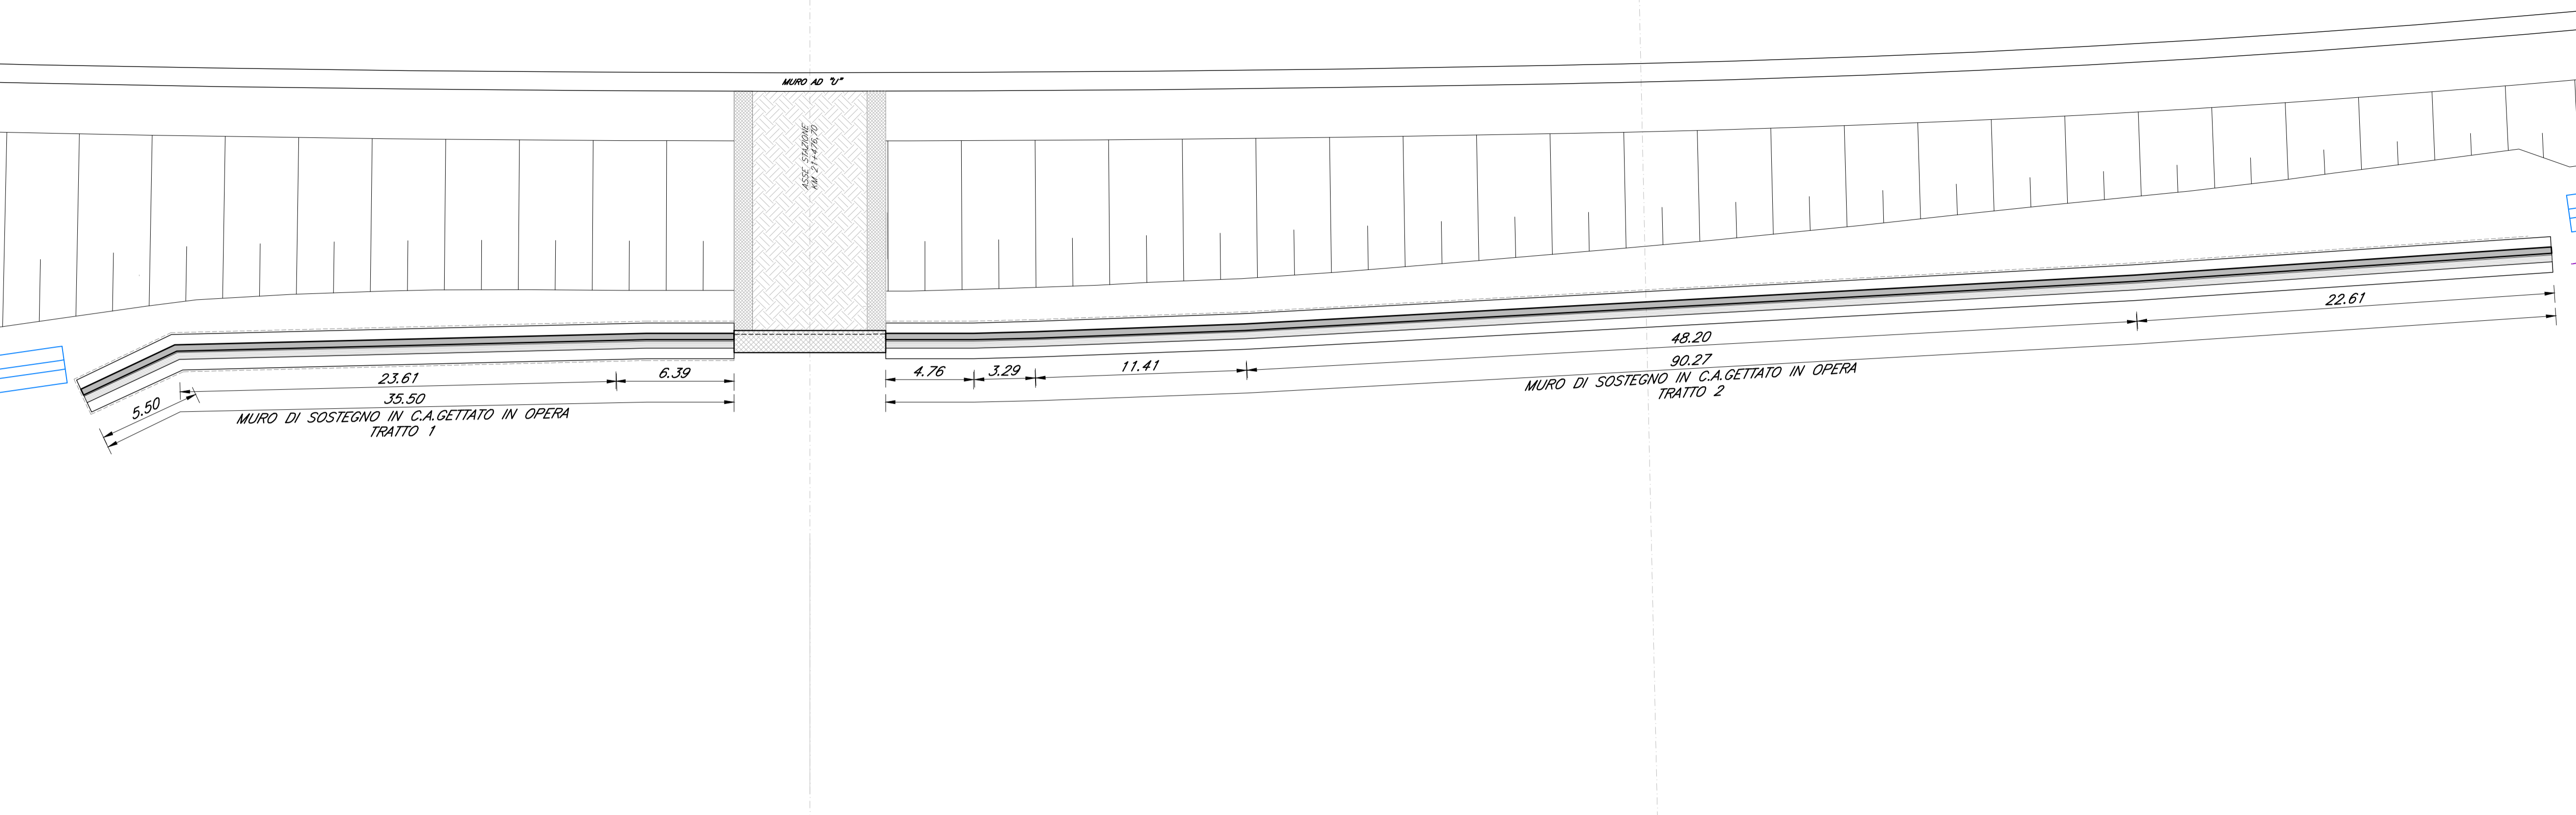 MURO AD "U"
ASSE STAZIONE
KM 21+476,70
22.61
48.20
90.27
MURO DI SOSTEGNO IN C.A.GETTATO IN OPERA
TRATTO 2
4.76
3.29
11.41
6.39
23.61
35.50
5.50
MURO DI SOSTEGNO IN C.A.GETTATO IN OPERA
TRATTO 1